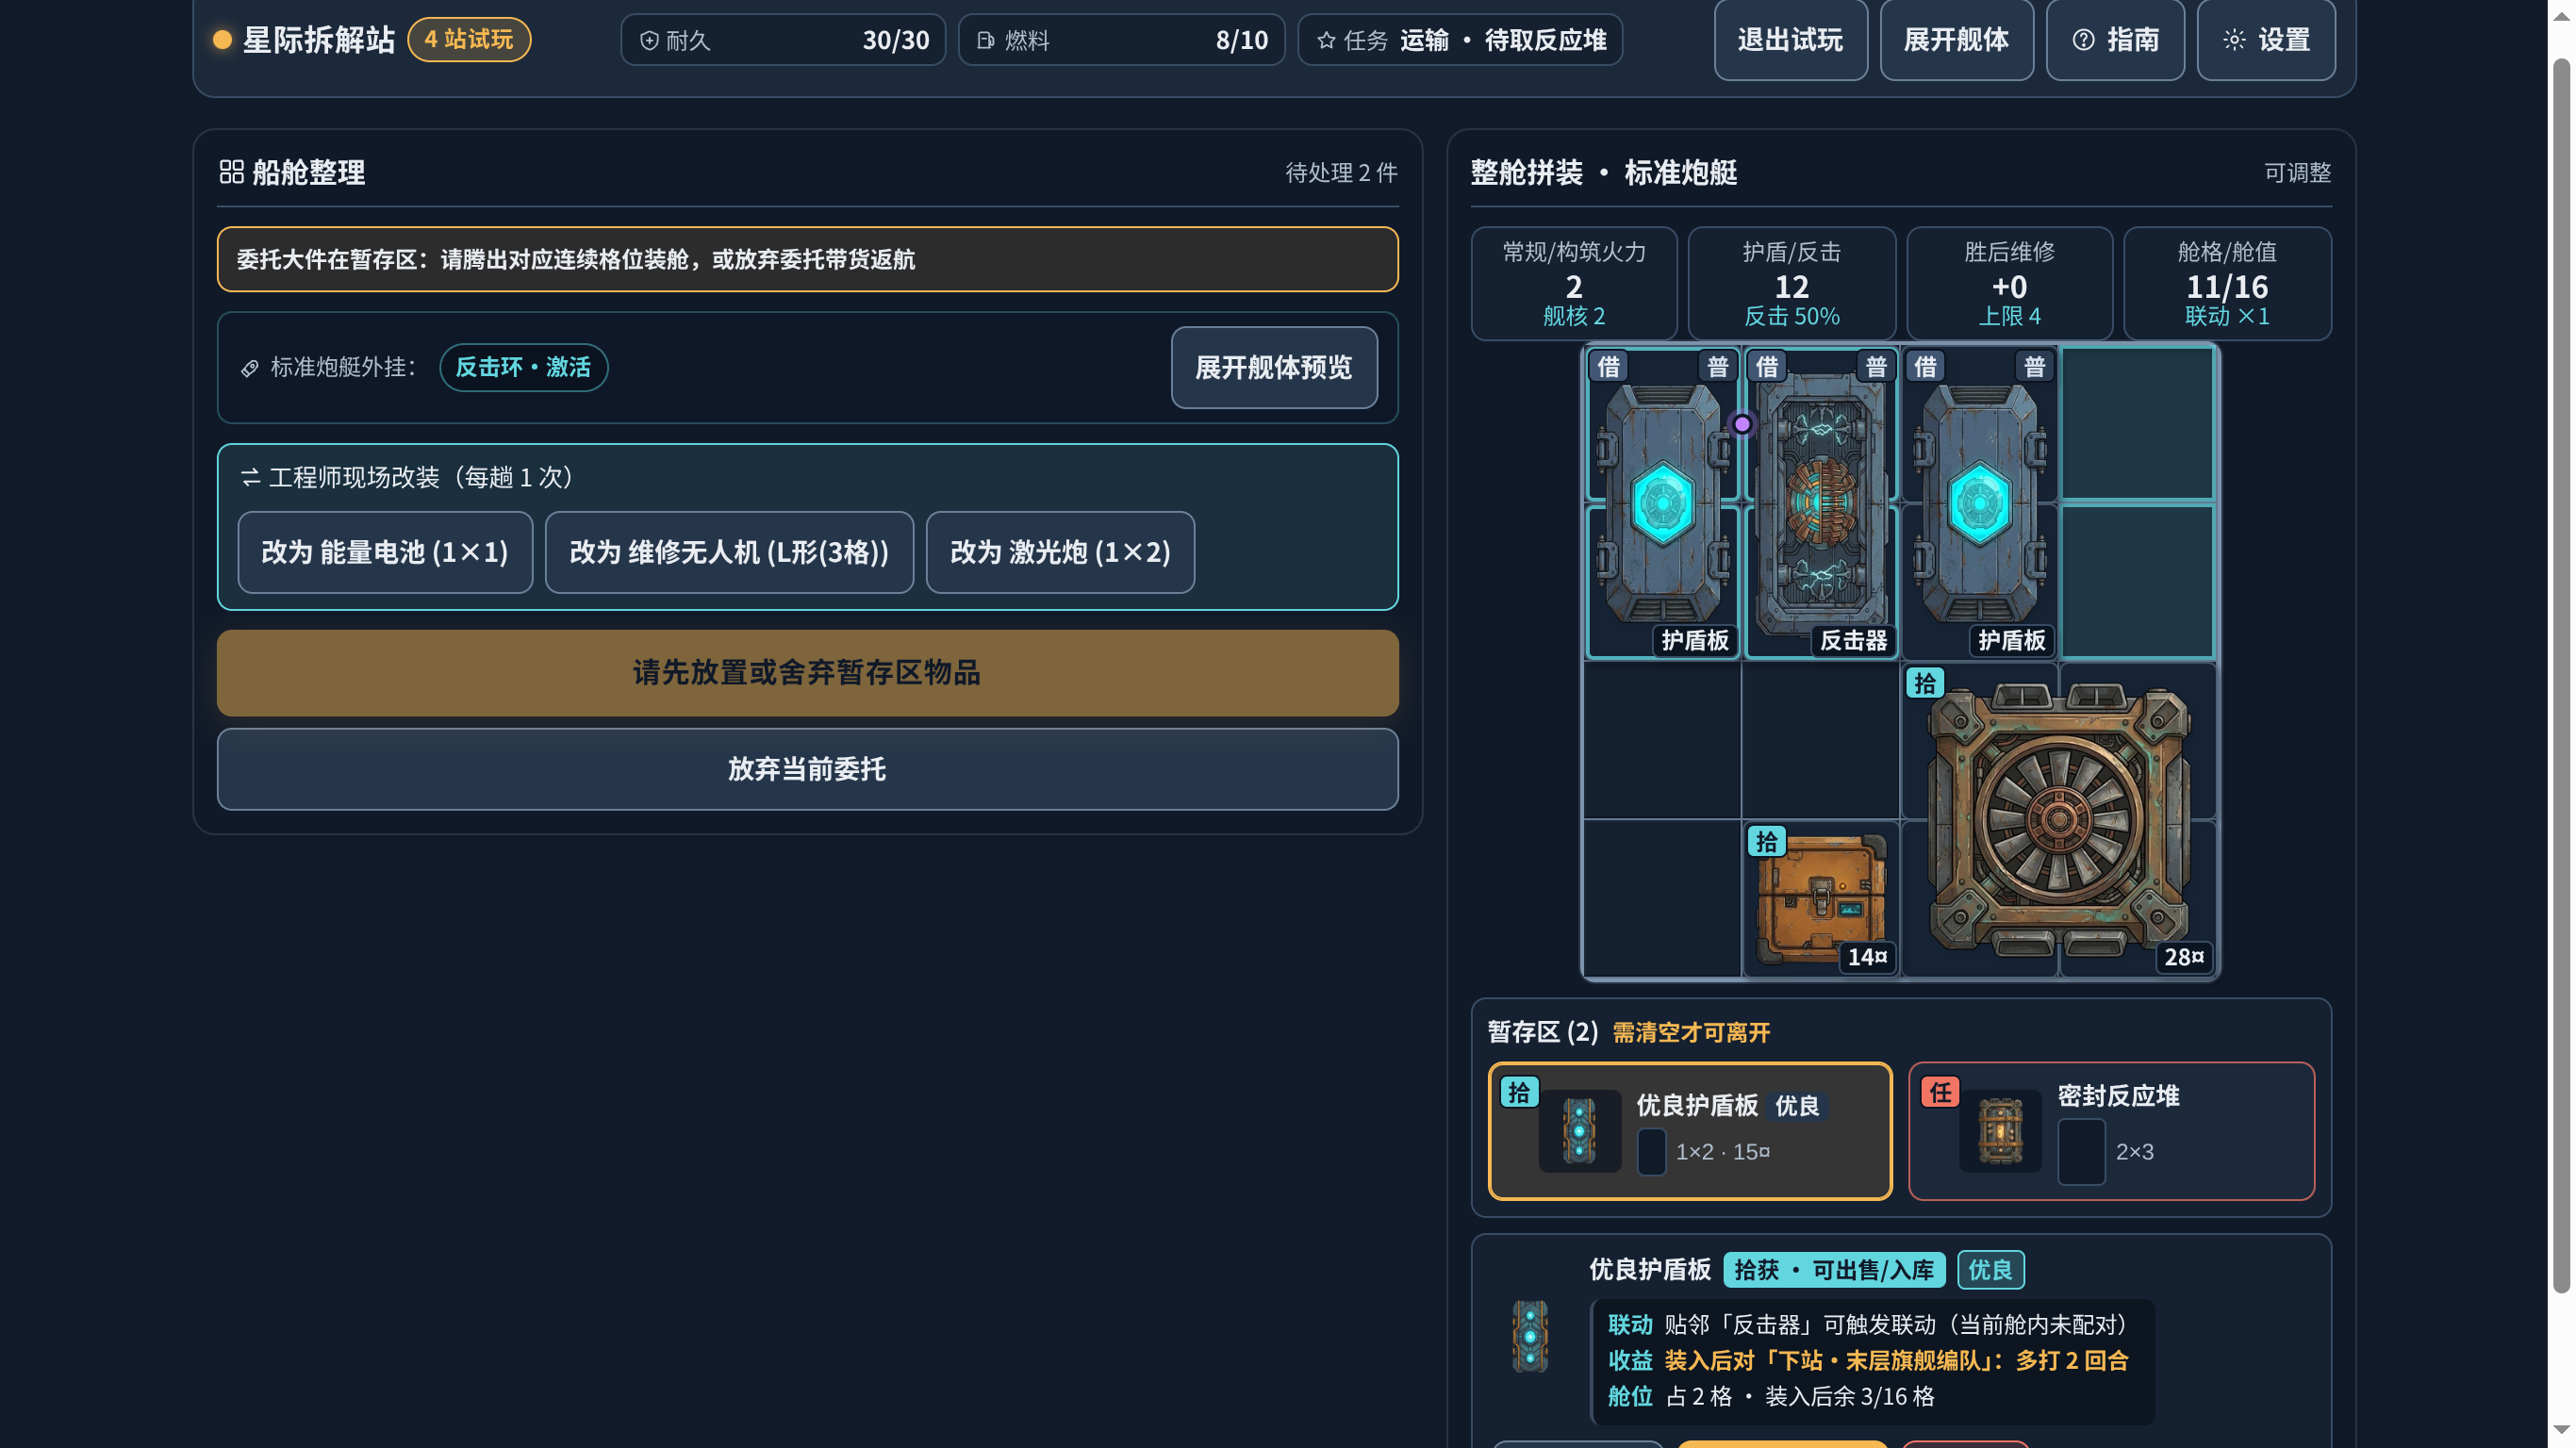 星际拆解站 4 站试玩 耐久 30/30 燃料 8/10 任务 运输 · 待取反应堆 退出试玩 展开舰体 指南 设置
船舱整理 待处理 2 件
委托大件在暂存区：请腾出对应连续格位装舱，或放弃委托带货返航
标准炮艇外挂： 反击环·激活 展开舰体预览
工程师现场改装（每趟 1 次）
改为 能量电池 (1×1) 改为 维修无人机 (L形(3格)) 改为 激光炮 (1×2)
请先放置或舍弃暂存区物品
放弃当前委托
整舱拼装 · 标准炮艇 可调整
常规/构筑火力 护盾/反击 胜后维修 舱格/舱值
2 12 +0 11/16
舰核 2 反击 50% 上限 4 联动 ×1
借 普 借 普 借 普
护盾板 反击器 护盾板
拾
拾
14¤ 28¤
暂存区 (2) 需清空才可离开
拾 优良护盾板 优良
1×2 · 15¤
任 密封反应堆
2×3
优良护盾板 拾获 · 可出售/入库 优良
联动 贴邻「反击器」可触发联动（当前舱内未配对）
收益 装入后对「下站·末层旗舰编队」：多打 2 回合
舱位 占 2 格 · 装入后余 3/16 格